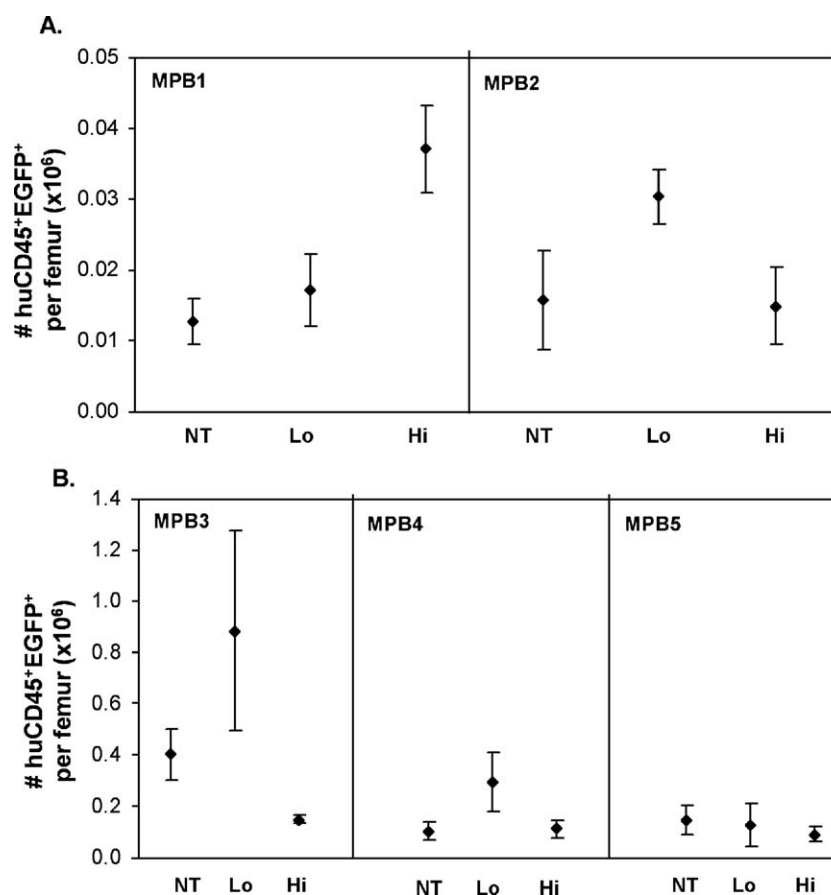 A.
# huCD45⁺EGFP⁺
per femur (x10⁶)
0.05
0.04
0.03
0.02
0.01
0.00
MPB1
MPB2
NT Lo Hi NT Lo Hi
B.
# huCD45⁺EGFP⁺
per femur (x10⁶)
1.4
1.2
1.0
0.8
0.6
0.4
0.2
0.0
MPB3
MPB4
MPB5
NT Lo Hi NT Lo Hi NT Lo Hi